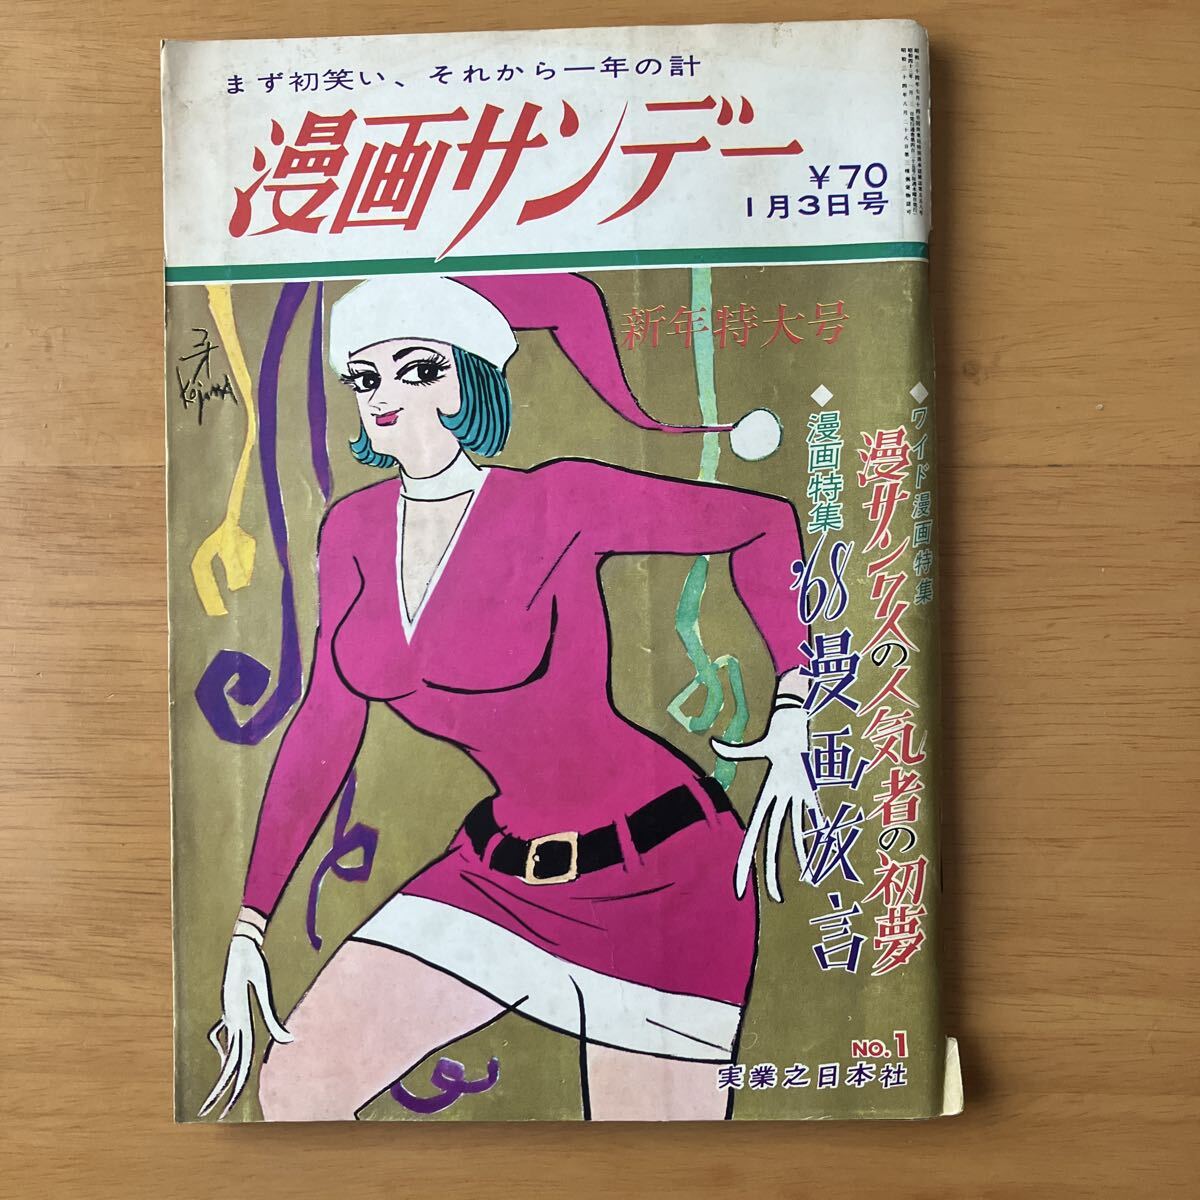 まず初笑い、それから一年の計
漫画サンデー
￥70
1月3日号
新年特大号
◆ワイド漫画特集
漫サン12人の人気者の初夢
◆漫画特集
'68漫画放言
KojimA
NO.1
実業之日本社